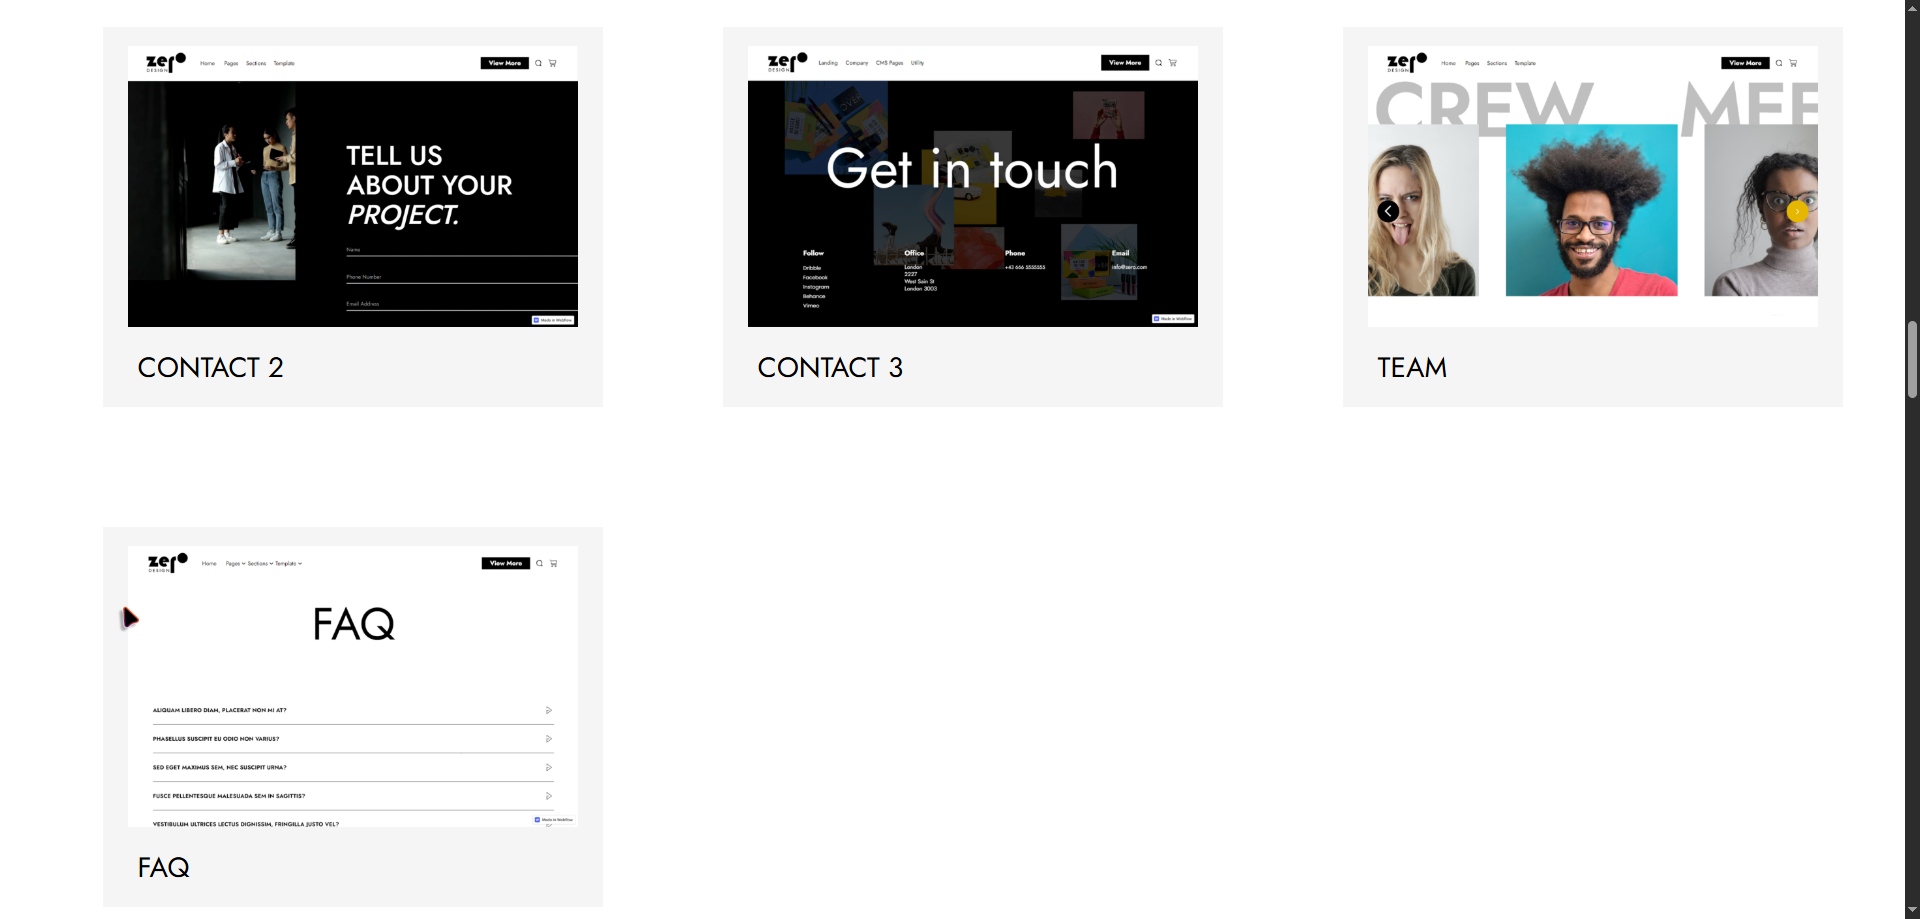 zero
DESIGN
Home Pages Sections Template
View More
TELL US
ABOUT YOUR
PROJECT.
Name
Phone Number
Email Address
Made in Webflow
CONTACT 2
zero
DESIGN
Landing Company CMS Pages Utility
View More
Get in touch
Follow
Dribble
Facebook
Instagram
Behance
Vimeo
Office
London
2227
West Sain St
London 3003
Phone
+43 666 5555555
Email
info@zero.com
Made in Webflow
CONTACT 3
zero
DESIGN
Home Pages Sections Template
View More
CREW MEE
TEAM
zero
DESIGN
Home Pages Sections Template
View More
FAQ
ALIQUAM LIBERO DIAM, PLACERAT NON MI AT?
PHASELLUS SUSCIPIT EU ODIO NON VARIUS?
SED EGET MAXIMUS SEM, NEC SUSCIPIT URNA?
FUSCE PELLENTESQUE MALESUADA SEM IN SAGITTIS?
VESTIBULUM ULTRICES LECTUS DIGNISSIM, FRINGILLA JUSTO VEL?
Made in Webflow
FAQ